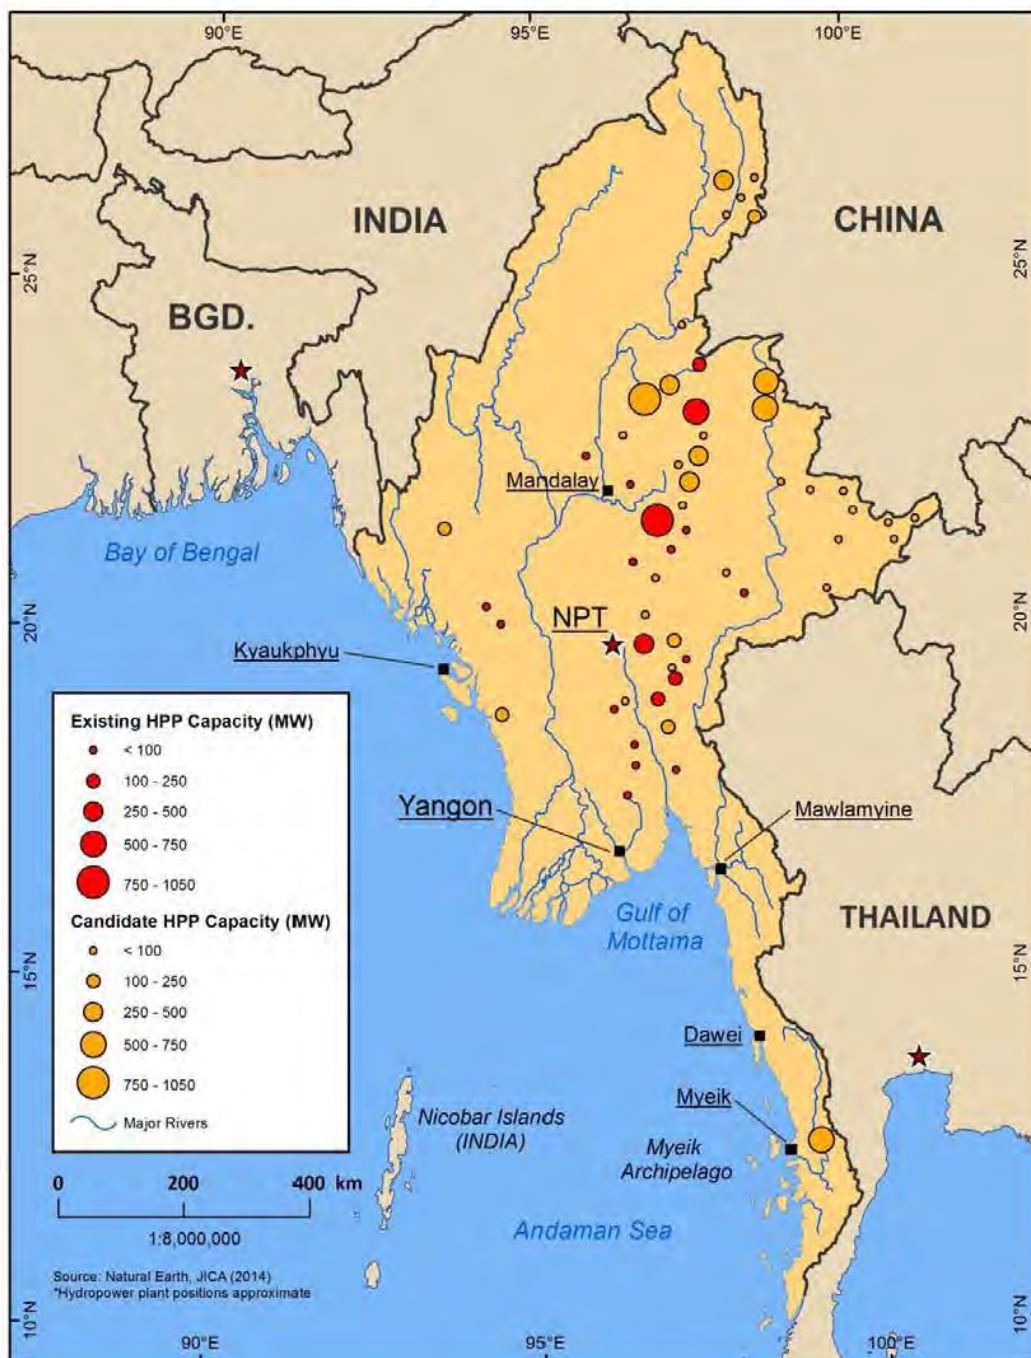 90°E
95°E
100°E
INDIA
CHINA
25°N
25°N
BGD.
Mandalay
Bay of Bengal
20°N
20°N
NPT
Kyaukphyu
Existing HPP Capacity (MW)
< 100
100 - 250
250 - 500
500 - 750
750 - 1050
Candidate HPP Capacity (MW)
< 100
100 - 250
250 - 500
500 - 750
750 - 1050
Major Rivers
Yangon
Mawlamyine
Gulf of
Mottama
THAILAND
15°N
15°N
Dawei
Myeik
Nicobar Islands
(INDIA)
Myeik
Archipelago
0 200 400 km
1:8,000,000
Andaman Sea
Source: Natural Earth, JICA (2014)
*Hydropower plant positions approximate
10°N
10°N
90°E
95°E
100°E